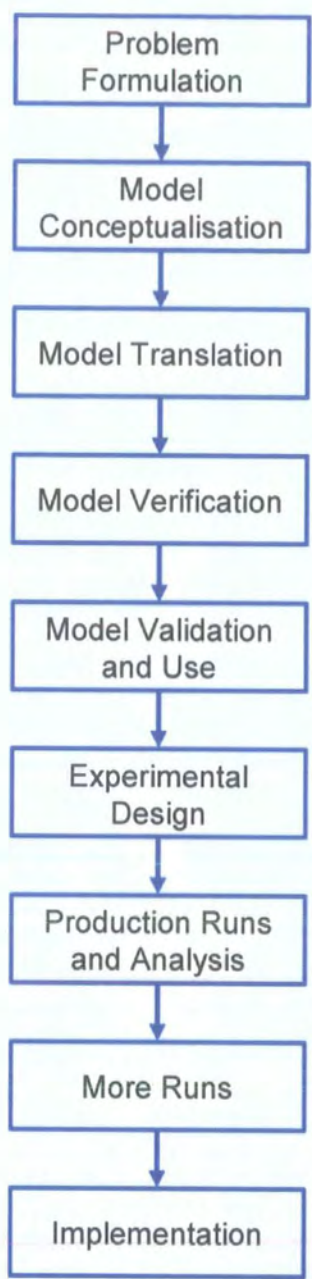 Problem
Formulation
Model
Conceptualisation
Model Translation
Model Verification
Model Validation
and Use
Experimental
Design
Production Runs
and Analysis
More Runs
Implementation